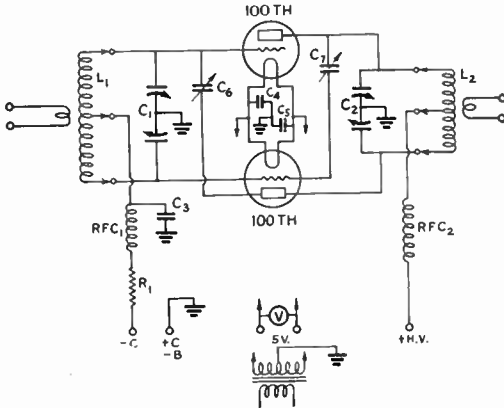 100 TH
L₁
C₁
C₆
C₄
C₅
C₇
C₂
L₂
100 TH
C₃
RFC₁
RFC₂
R₁
-C
+C
-B
V
5 V.
+H.V.